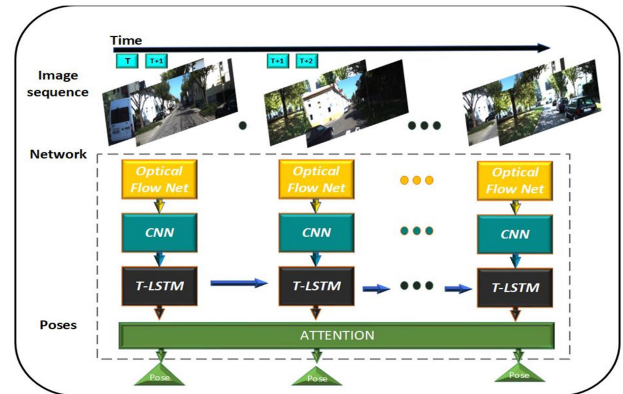 Time
T
T+1
T+1
T+2
Image
sequence
Network
Optical
Flow Net
Optical
Flow Net
Optical
Flow Net
CNN
CNN
CNN
T-LSTM
T-LSTM
T-LSTM
Poses
ATTENTION
Pose
Pose
Pose